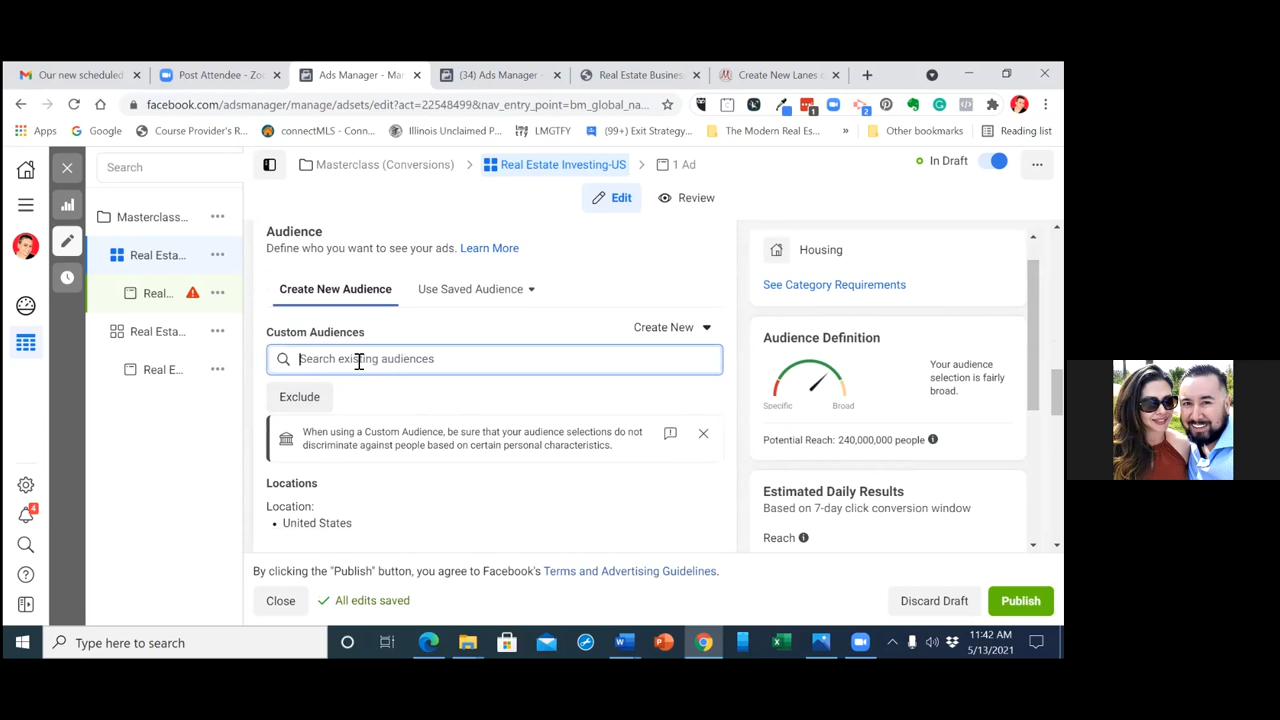 Our new scheduled
Post Attendee - Zo
Ads Manager - Ma
(34) Ads Manager -
Real Estate Busines
Create New Lanes o
facebook.com/adsmanager/manage/adsets/edit?act=22548499&nav_entry_point=bm_global_na...
1
2
Apps
Google
Course Provider's R...
connectMLS - Conn...
Illinois Unclaimed P...
LMGTFY
(99+) Exit Strategy...
The Modern Real Es...
»
Other bookmarks
Reading list
Search
Masterclass (Conversions)
Real Estate Investing-US
1 Ad
In Draft
Edit
Review
Masterclass...
Real Esta...
Real...
Real Esta...
Real E...
4
Audience
Define who you want to see your ads. Learn More
Create New Audience
Use Saved Audience
Custom Audiences
Create New
Search existing audiences
Exclude
When using a Custom Audience, be sure that your audience selections do not
discriminate against people based on certain personal characteristics.
Locations
Location:
• United States
Housing
See Category Requirements
Audience Definition
Specific
Broad
Your audience
selection is fairly
broad.
Potential Reach: 240,000,000 people
Estimated Daily Results
Based on 7-day click conversion window
Reach
By clicking the "Publish" button, you agree to Facebook's Terms and Advertising Guidelines.
Close
All edits saved
Discard Draft
Publish
Type here to search
11:42 AM
5/13/2021